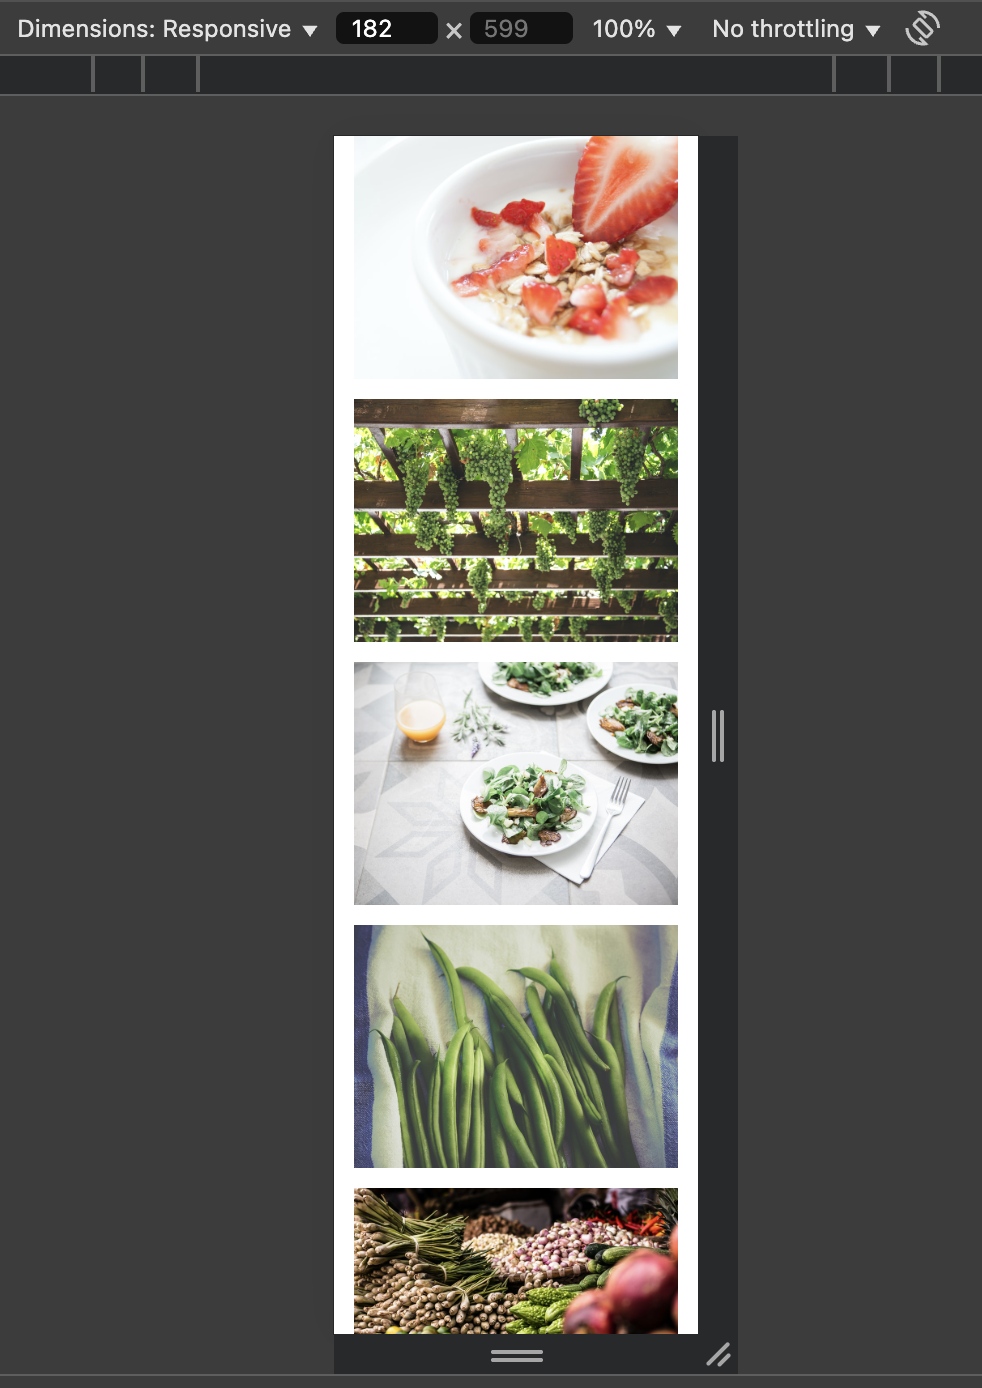 Dimensions: Responsive ▼ 182 × 599 100% ▼ No throttling ▼